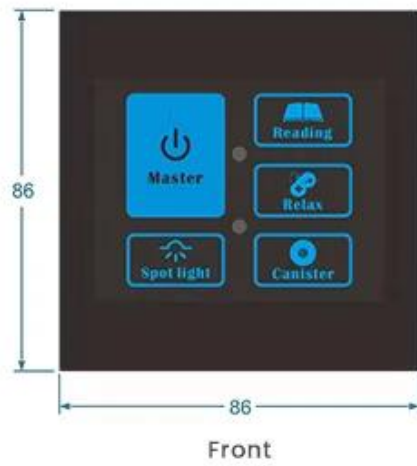 86
Master
Reading
Relax
Spot light
Canister
86
Front